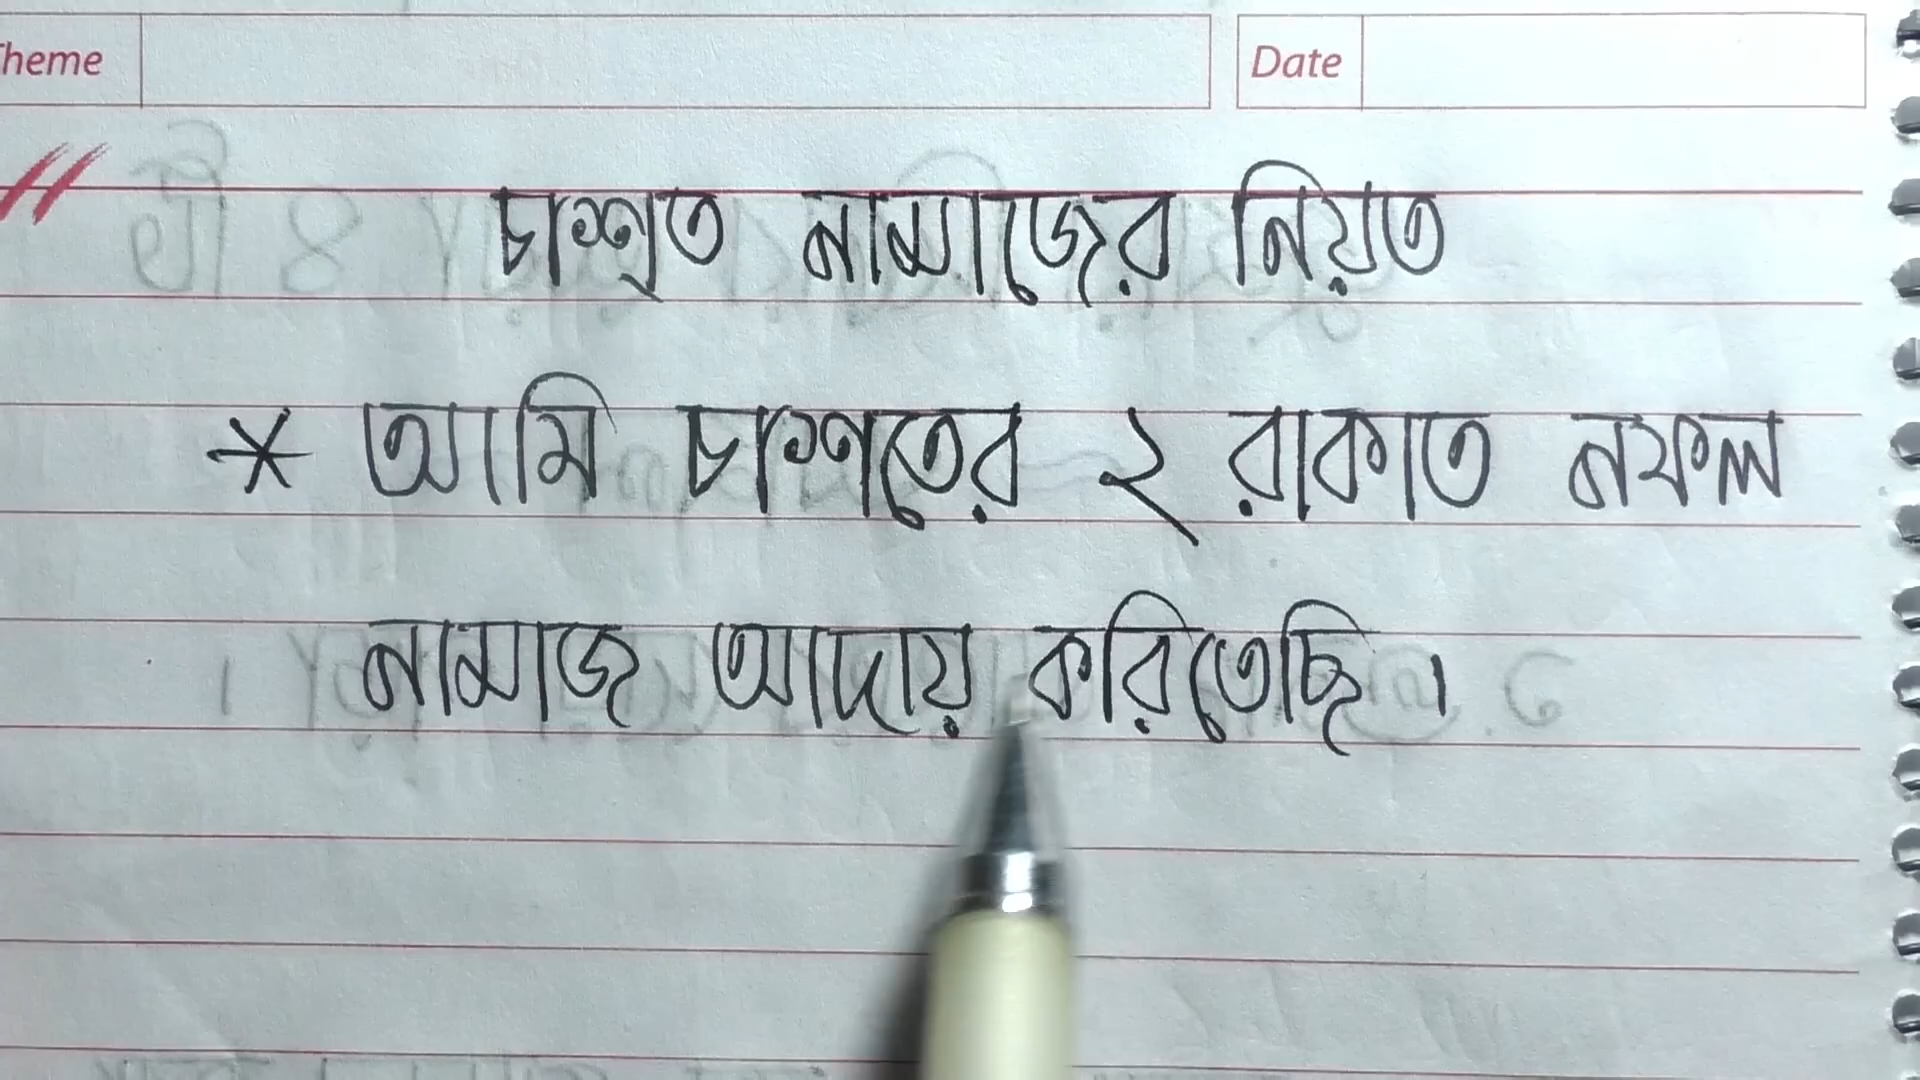 Theme
Date
চাশ্শ্ত নামাজের নিয়ত
* আমি চাশ্শতের ২ রাকাত নফল
নামাজ আদায় করিতেছি।